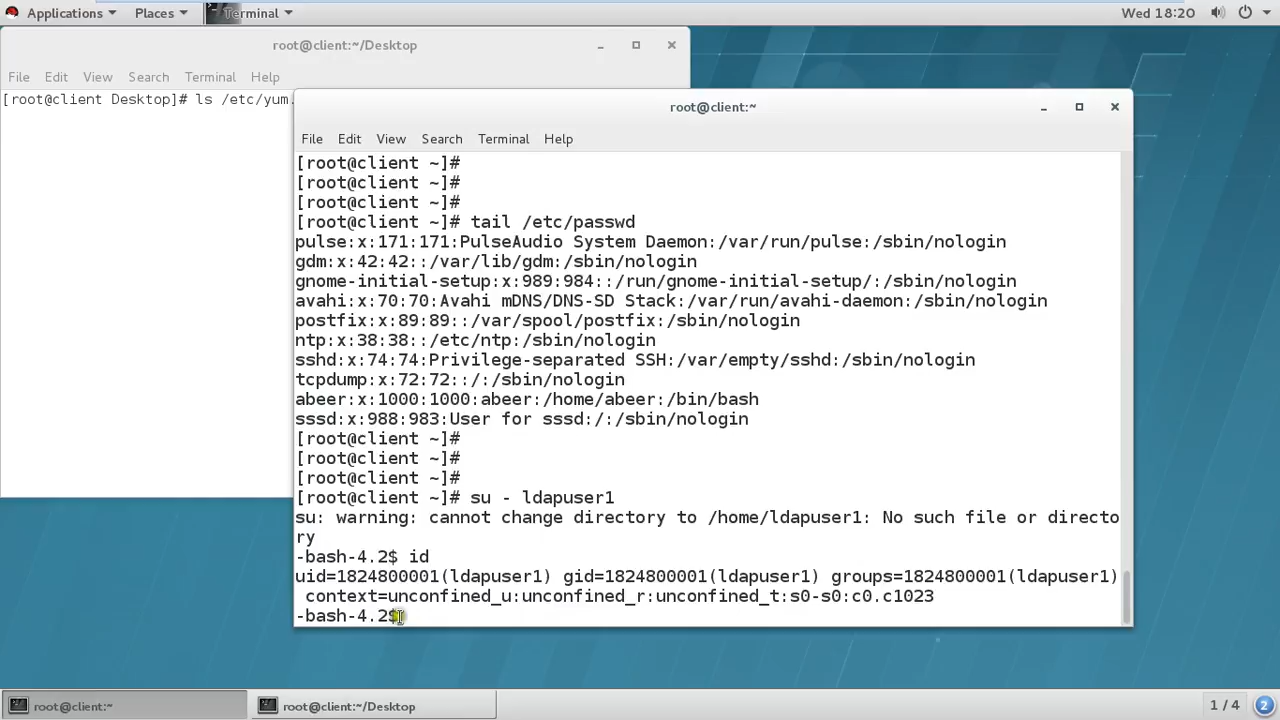 Applications Places Terminal Wed 18:20
root@client:~/Desktop
File Edit View Search Terminal Help
[root@client Desktop]# ls /etc/yum.
root@client:~
File Edit View Search Terminal Help
[root@client ~]#
[root@client ~]#
[root@client ~]#
[root@client ~]# tail /etc/passwd
pulse:x:171:171:PulseAudio System Daemon:/var/run/pulse:/sbin/nologin
gdm:x:42:42::/var/lib/gdm:/sbin/nologin
gnome-initial-setup:x:989:984::/run/gnome-initial-setup/:/sbin/nologin
avahi:x:70:70:Avahi mDNS/DNS-SD Stack:/var/run/avahi-daemon:/sbin/nologin
postfix:x:89:89::/var/spool/postfix:/sbin/nologin
ntp:x:38:38::/etc/ntp:/sbin/nologin
sshd:x:74:74:Privilege-separated SSH:/var/empty/sshd:/sbin/nologin
tcpdump:x:72:72::/:/sbin/nologin
abeer:x:1000:1000:abeer:/home/abeer:/bin/bash
sssd:x:988:983:User for sssd:/:/sbin/nologin
[root@client ~]#
[root@client ~]#
[root@client ~]#
[root@client ~]# su - ldapuser1
su: warning: cannot change directory to /home/ldapuser1: No such file or directo
ry
-bash-4.2$ id
uid=1824800001(ldapuser1) gid=1824800001(ldapuser1) groups=1824800001(ldapuser1)
context=unconfined_u:unconfined_r:unconfined_t:s0-s0:c0.c1023
-bash-4.2$
root@client:~ root@client:~/Desktop 1 / 4 2